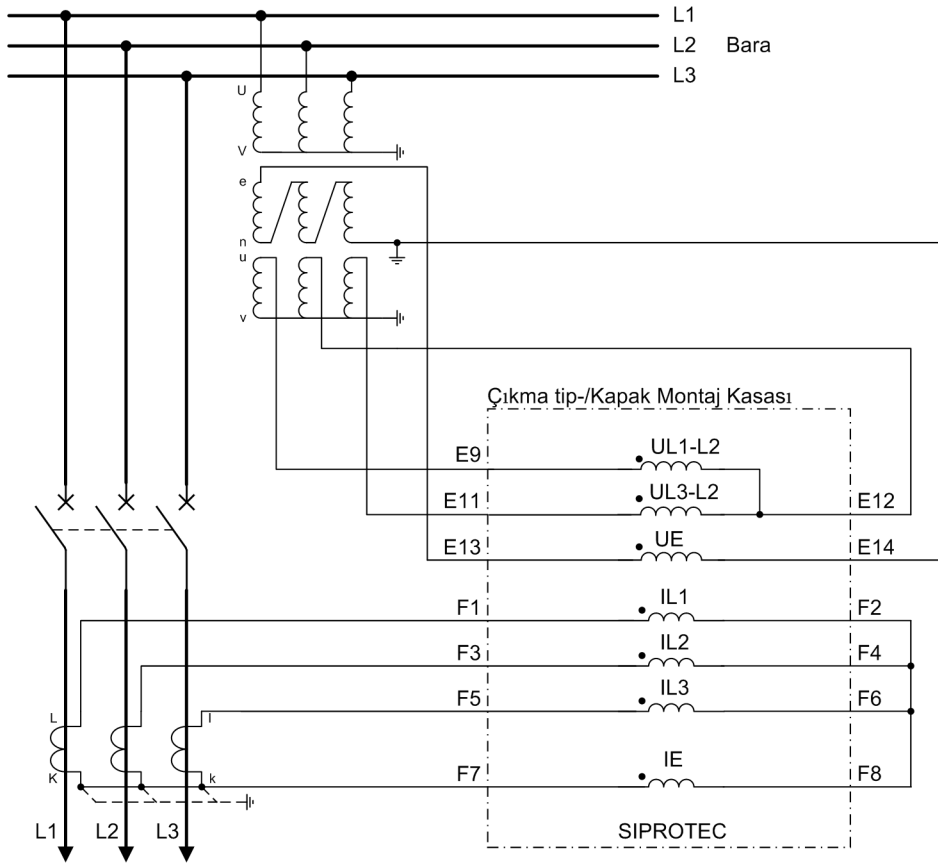 L1
L2 Bara
L3
U
V
e
n
u
v
Çıkma tip-/Kapak Montaj Kasası
E9 UL1-L2
E11 UL3-L2 E12
E13 UE E14
F1 IL1 F2
F3 IL2 F4
F5 IL3 F6
L l
K k
F7 IE F8
L1 L2 L3 SIPROTEC